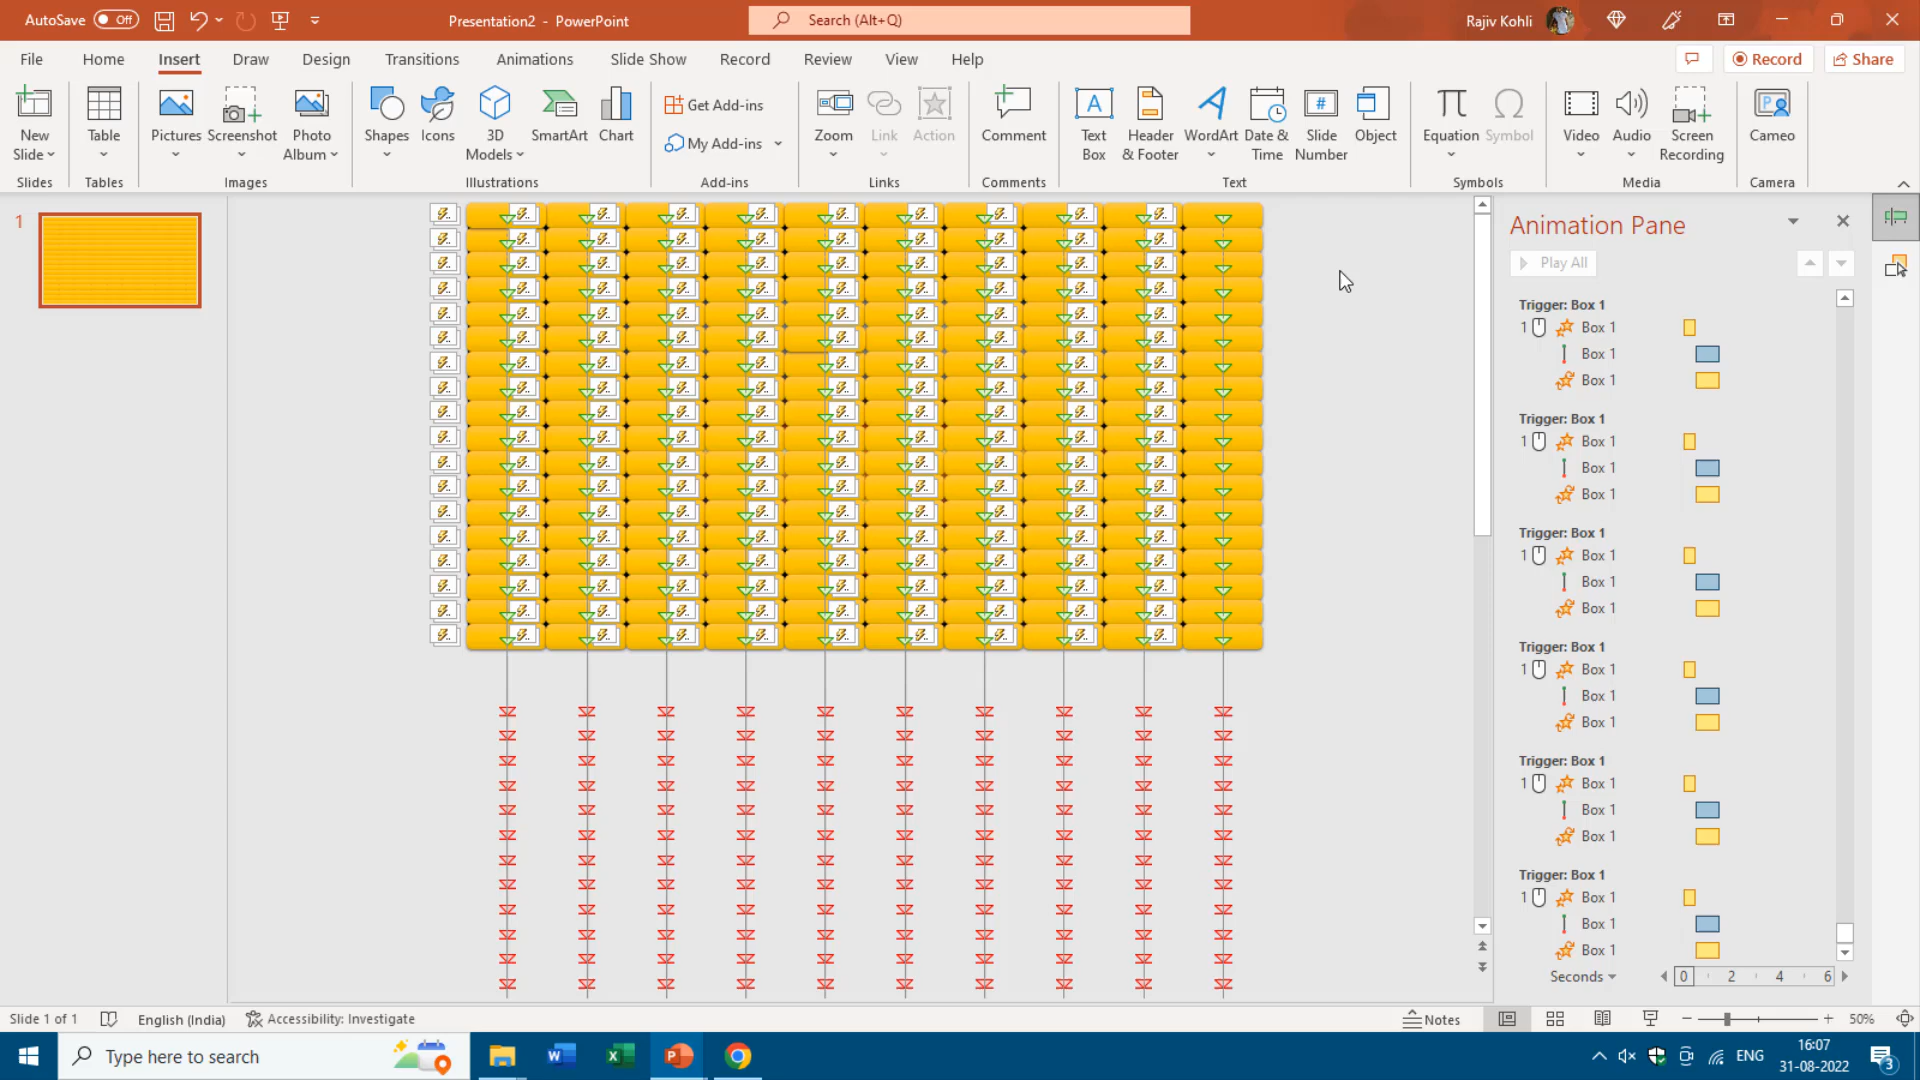 AutoSave Off Presentation2 - PowerPoint Search (Alt+Q) Rajiv Kohli
File Home Insert Draw Design Transitions Animations Slide Show Record Review View Help Record Share
New Slide Table Pictures Screenshot Photo Album Shapes Icons 3D Models SmartArt Chart Get Add-ins My Add-ins Zoom Link Action Comment Text Box Header & Footer WordArt Date & Time Slide Number Object Equation Symbol Video Audio Screen Recording Cameo
Slides Tables Images Illustrations Add-ins Links Comments Text Symbols Media Camera
1
Animation Pane
Play All
Trigger: Box 1
1 Box 1
Box 1
Box 1
Trigger: Box 1
1 Box 1
Box 1
Box 1
Trigger: Box 1
1 Box 1
Box 1
Box 1
Trigger: Box 1
1 Box 1
Box 1
Box 1
Trigger: Box 1
1 Box 1
Box 1
Box 1
Trigger: Box 1
1 Box 1
Box 1
Box 1
Seconds 0 2 4 6
Slide 1 of 1 English (India) Accessibility: Investigate Notes 50%
Type here to search ENG 16:07 31-08-2022 3